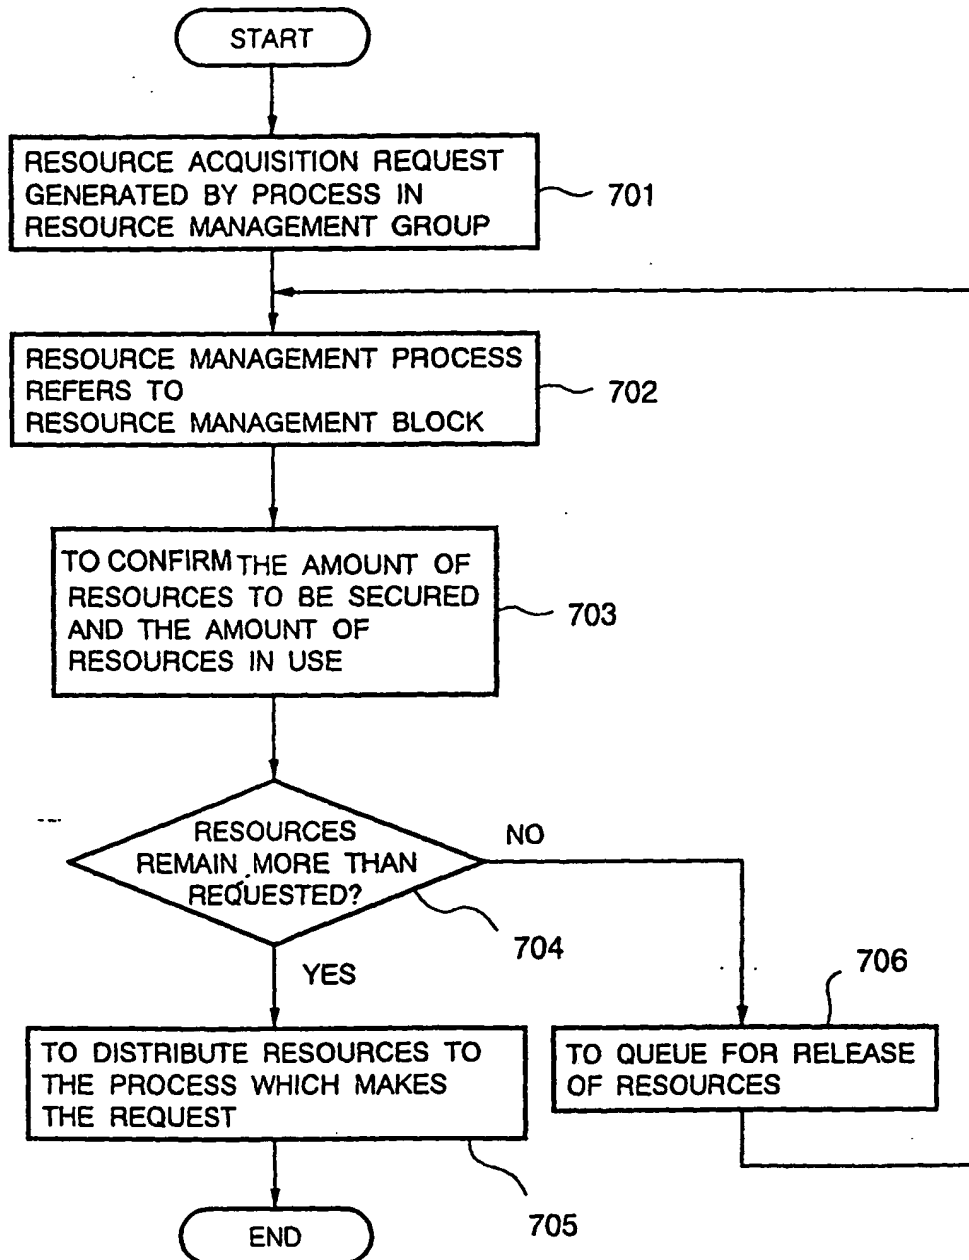 START
RESOURCE ACQUISITION REQUEST
GENERATED BY PROCESS IN
RESOURCE MANAGEMENT GROUP
701
RESOURCE MANAGEMENT PROCESS
REFERS TO
RESOURCE MANAGEMENT BLOCK
702
TO CONFIRM THE AMOUNT OF
RESOURCES TO BE SECURED
AND THE AMOUNT OF
RESOURCES IN USE
703
RESOURCES
REMAIN MORE THAN
REQUESTED?
NO
704
YES
706
TO DISTRIBUTE RESOURCES TO
THE PROCESS WHICH MAKES
THE REQUEST
TO QUEUE FOR RELEASE
OF RESOURCES
705
END